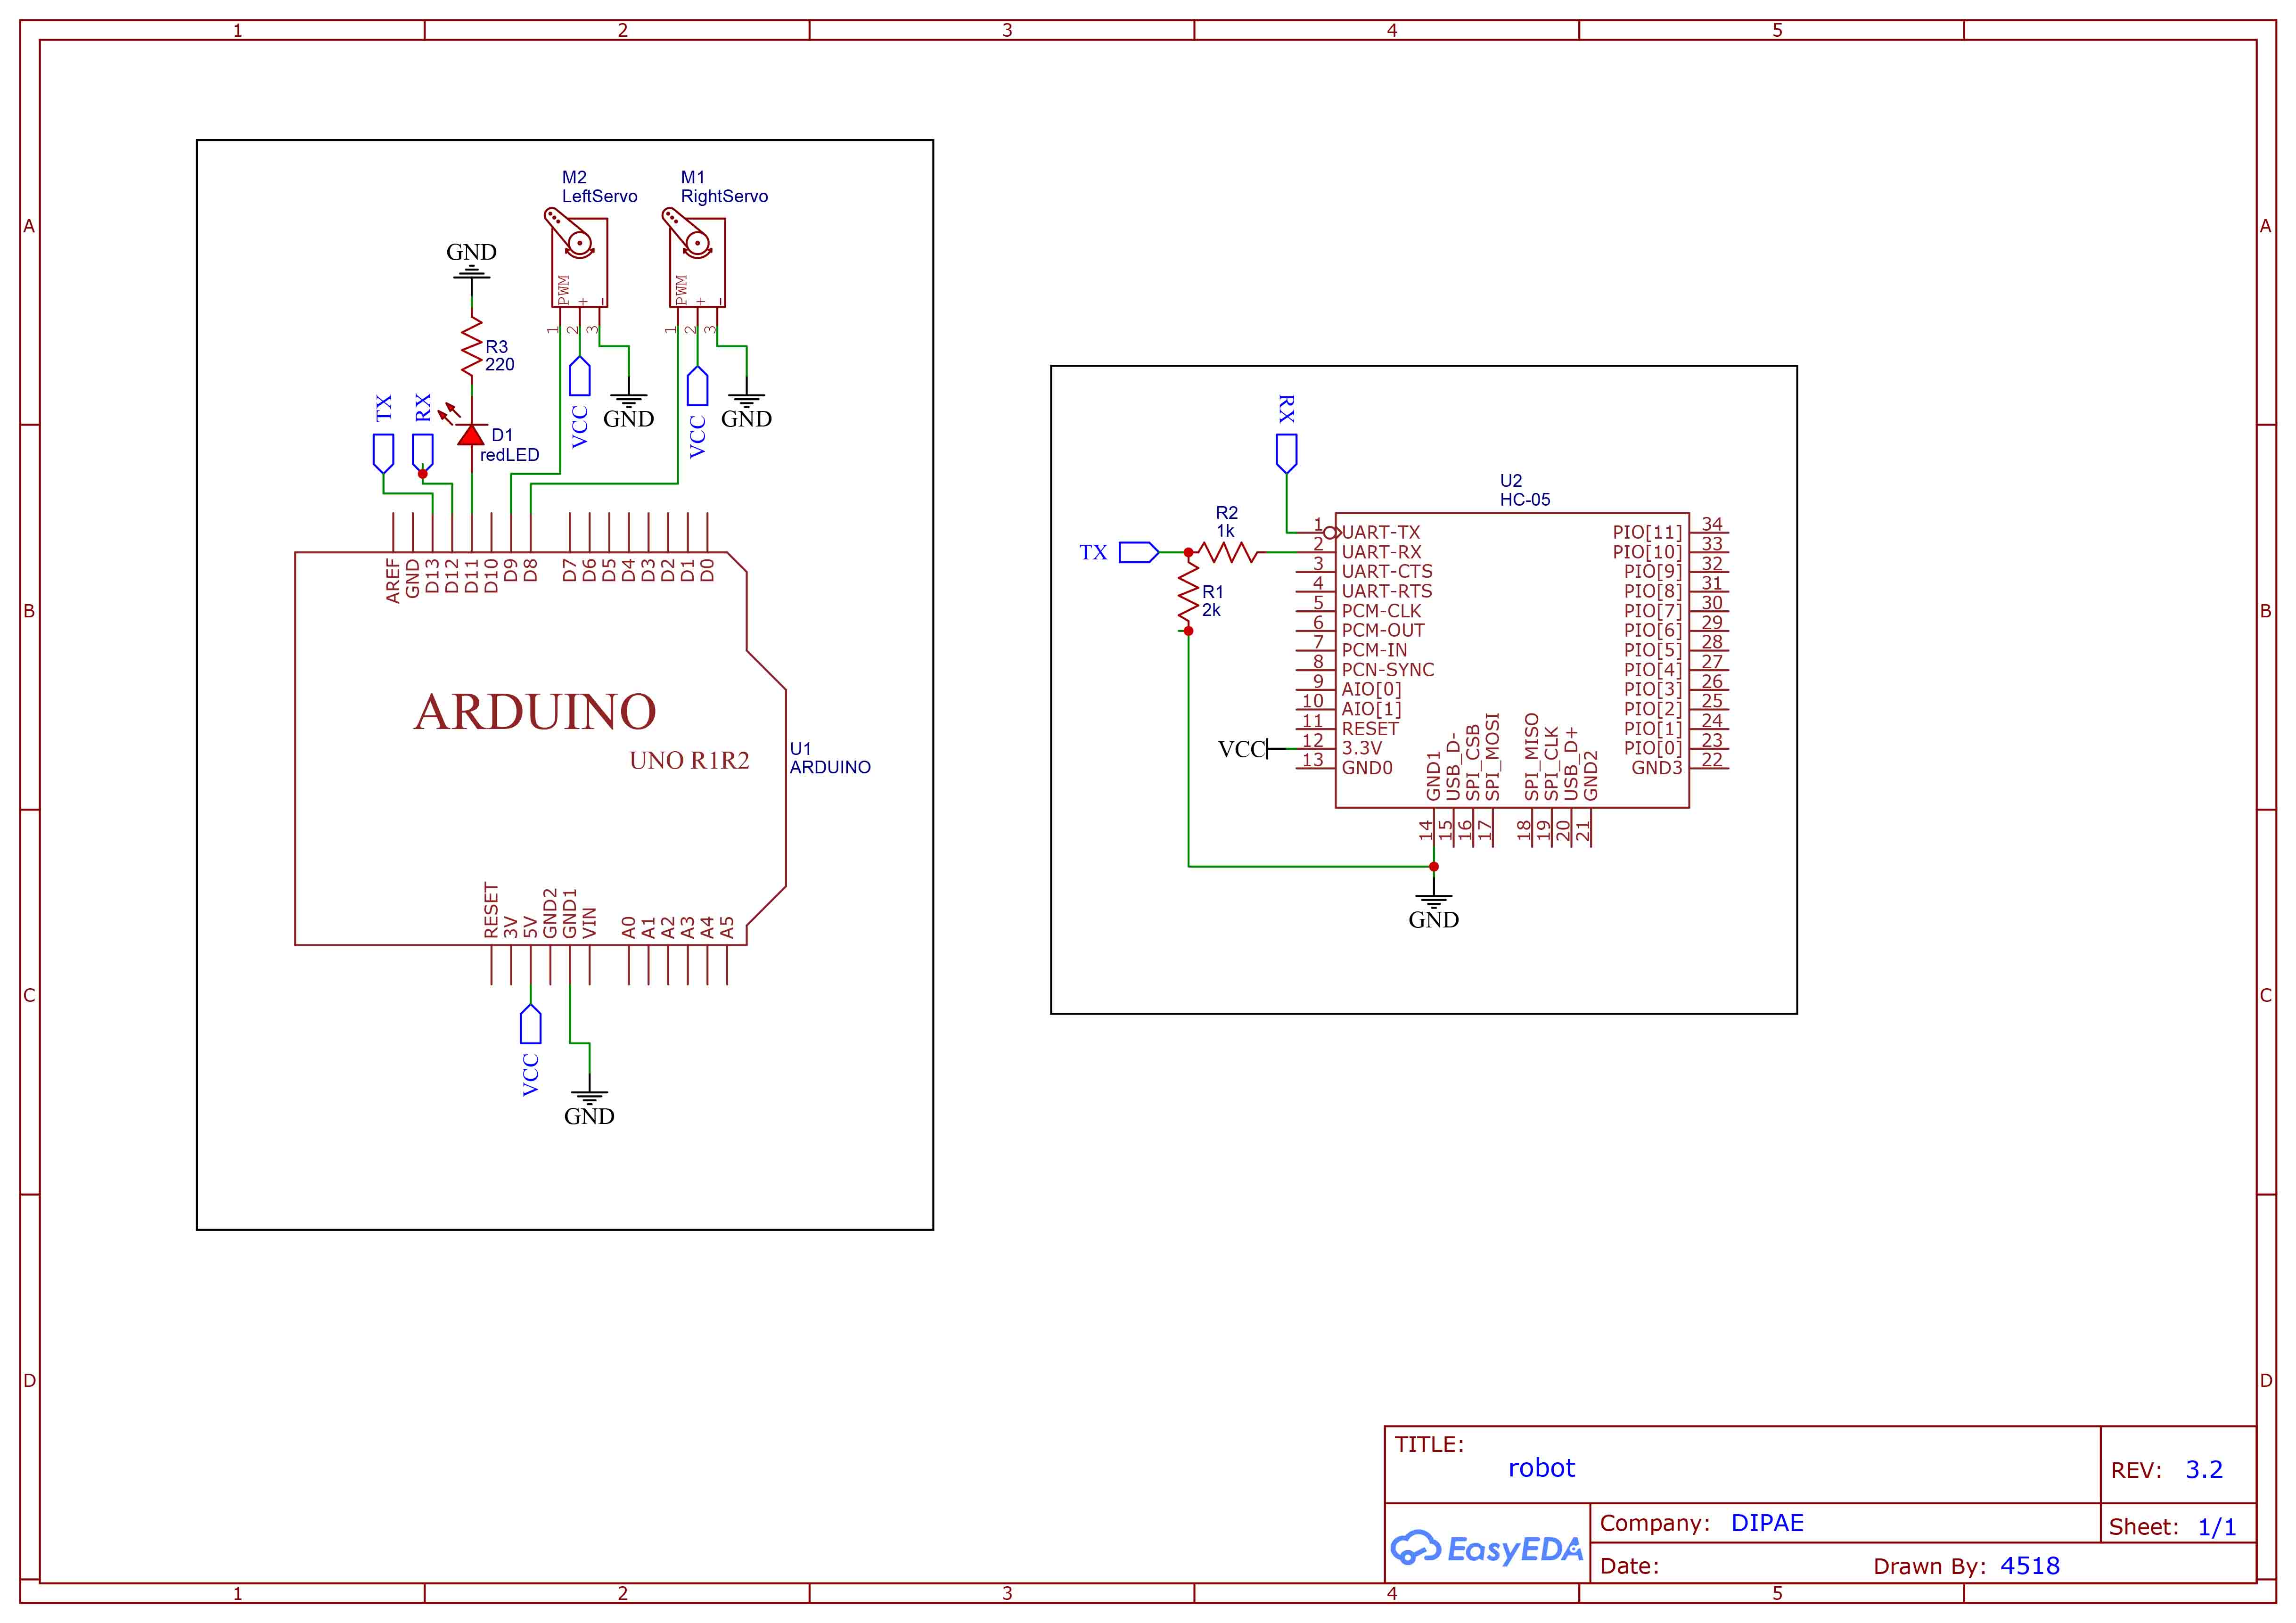 1 2 3 4 5
A A
B B
C C
D D
M2
LeftServo
M1
RightServo
PWM
+
-
1
2
3
PWM
+
-
1
2
3
GND
R3
220
TX
RX
D1
redLED
VCC
GND
VCC
GND
AREF
GND
D13
D12
D11
D10
D9
D8
D7
D6
D5
D4
D3
D2
D1
D0
ARDUINO
UNO R1R2
U1
ARDUINO
RESET
3V
5V
GND2
GND1
VIN
A0
A1
A2
A3
A4
A5
VCC
GND
RX
U2
HC-05
R2
1k
TX
R1
2k
VCC
1 UART-TX
2 UART-RX
3 UART-CTS
4 UART-RTS
5 PCM-CLK
6 PCM-OUT
7 PCM-IN
8 PCN-SYNC
9 AIO[0]
10 AIO[1]
11 RESET
12 3.3V
13 GND0
GND1 14
USB_D- 15
SPI_CSB 16
SPI_MOSI 17
SPI_MISO 18
SPI_CLK 19
USB_D+ 20
GND2 21
PIO[11] 34
PIO[10] 33
PIO[9] 32
PIO[8] 31
PIO[7] 30
PIO[6] 29
PIO[5] 28
PIO[4] 27
PIO[3] 26
PIO[2] 25
PIO[1] 24
PIO[0] 23
GND3 22
GND
TITLE:
robot
REV: 3.2
EasyEDA
Company: DIPAE
Sheet: 1/1
Date:
Drawn By: 4518
1 2 3 4 5